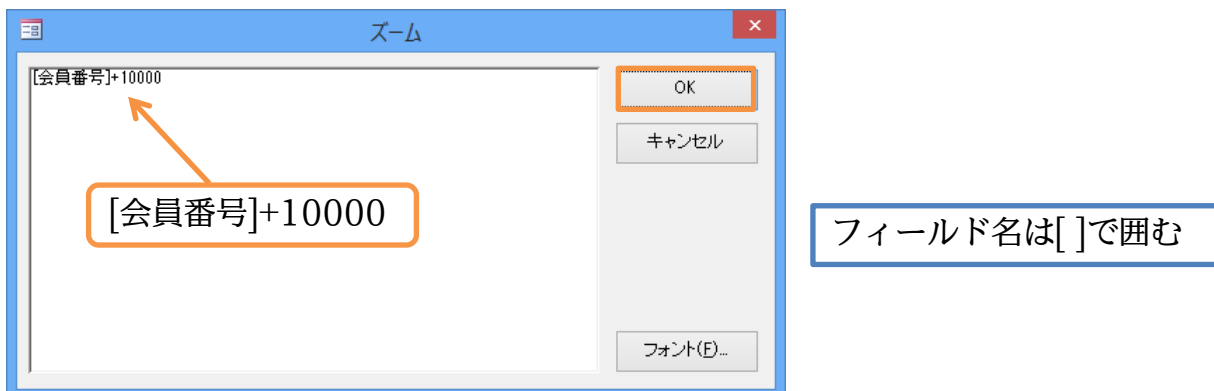 ズーム
[会員番号]+10000
OK
キャンセル
[会員番号]+10000
フィールド名は[ ]で囲む
フォント(F)...